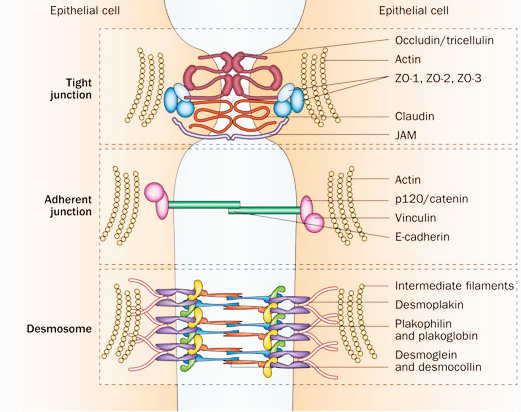 Epithelial cell
Epithelial cell
Tight
junction
Occludin/tricellulin
Actin
ZO-1, ZO-2, ZO-3
Claudin
JAM
Adherent
junction
Actin
p120/catenin
Vinculin
E-cadherin
Desmosome
Intermediate filaments
Desmoplakin
Plakophilin
and plakoglobin
Desmoglein
and desmocollin